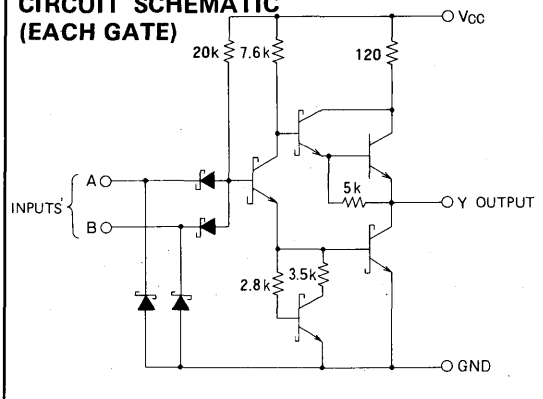 CIRCUIT SCHEMATIC
(EACH GATE)
VCC
20k 7.6k 120
A
5k
INPUTS
Y OUTPUT
B
2.8k 3.5k
GND